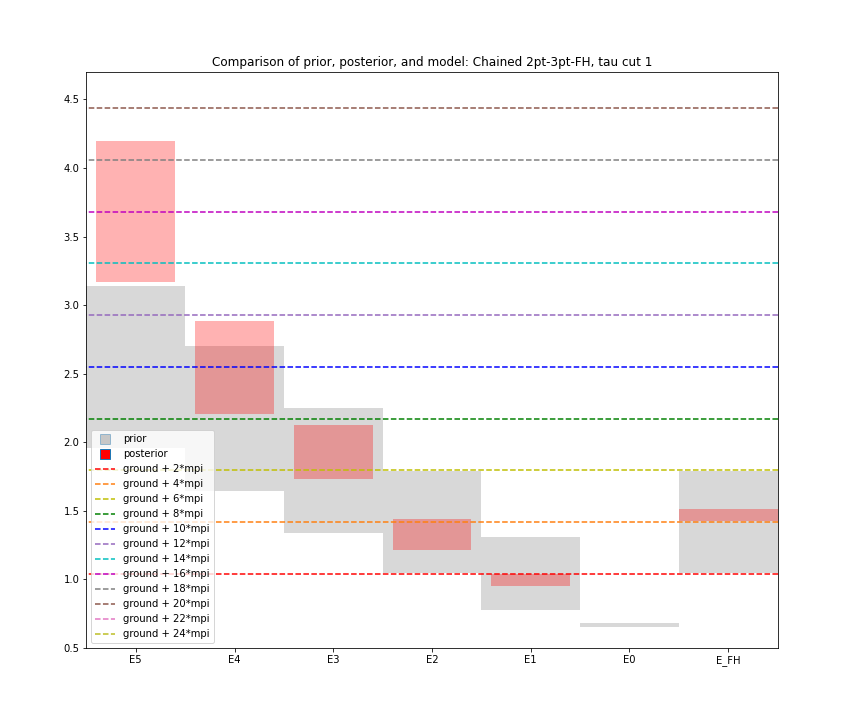 Comparison of prior, posterior, and model: Chained 2pt-3pt-FH, tau cut 1
4.5
4.0
3.5
3.0
2.5
2.0
1.5
1.0
0.5
prior
posterior
ground + 2*mpi
ground + 4*mpi
ground + 6*mpi
ground + 8*mpi
ground + 10*mpi
ground + 12*mpi
ground + 14*mpi
ground + 16*mpi
ground + 18*mpi
ground + 20*mpi
ground + 22*mpi
ground + 24*mpi
E5 E4 E3 E2 E1 E0 E_FH